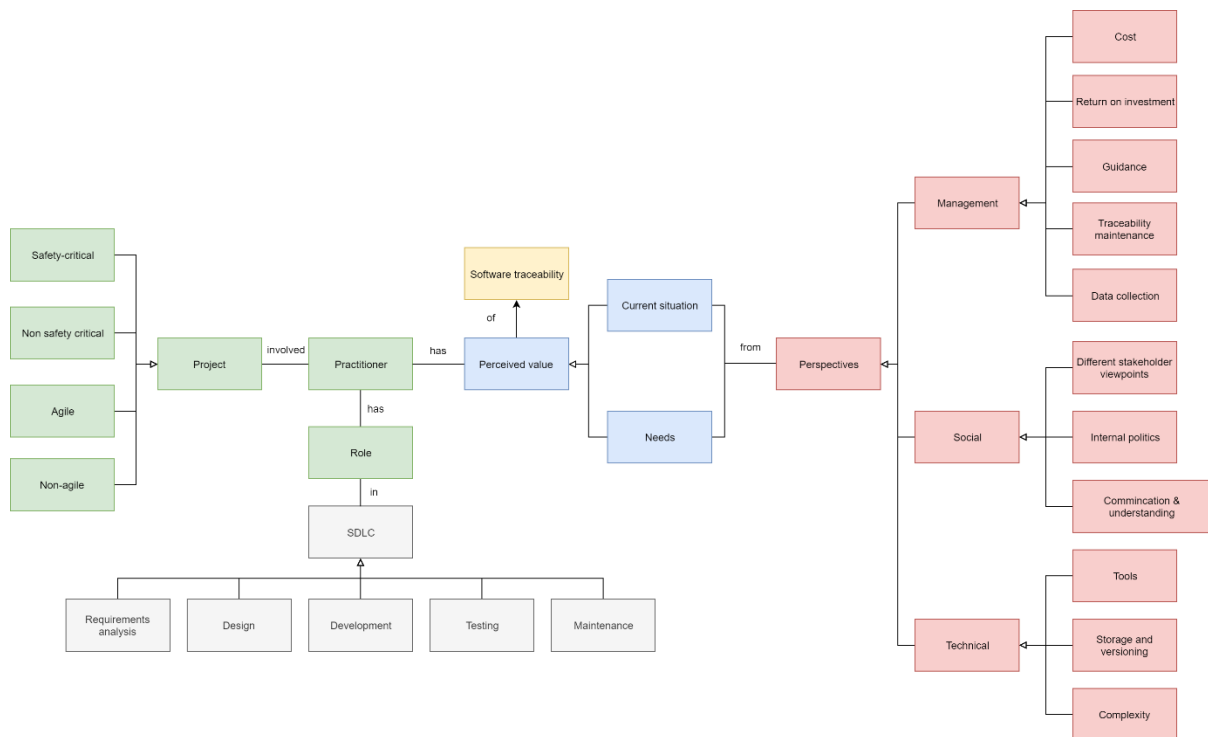 Cost
Return on investment
Guidance
Management
Traceability
maintenance
Safety-critical
Software traceability
Current situation
Data collection
of
Non safety critical
involved
has
from
Project
Practitioner
Perceived value
Perspectives
Different stakeholder
viewpoints
has
Agile
Role
Needs
Social
Internal politics
Non-agile
in
Commincation &
understanding
SDLC
Tools
Requirements
analysis
Design
Development
Testing
Maintenance
Technical
Storage and
versioning
Complexity